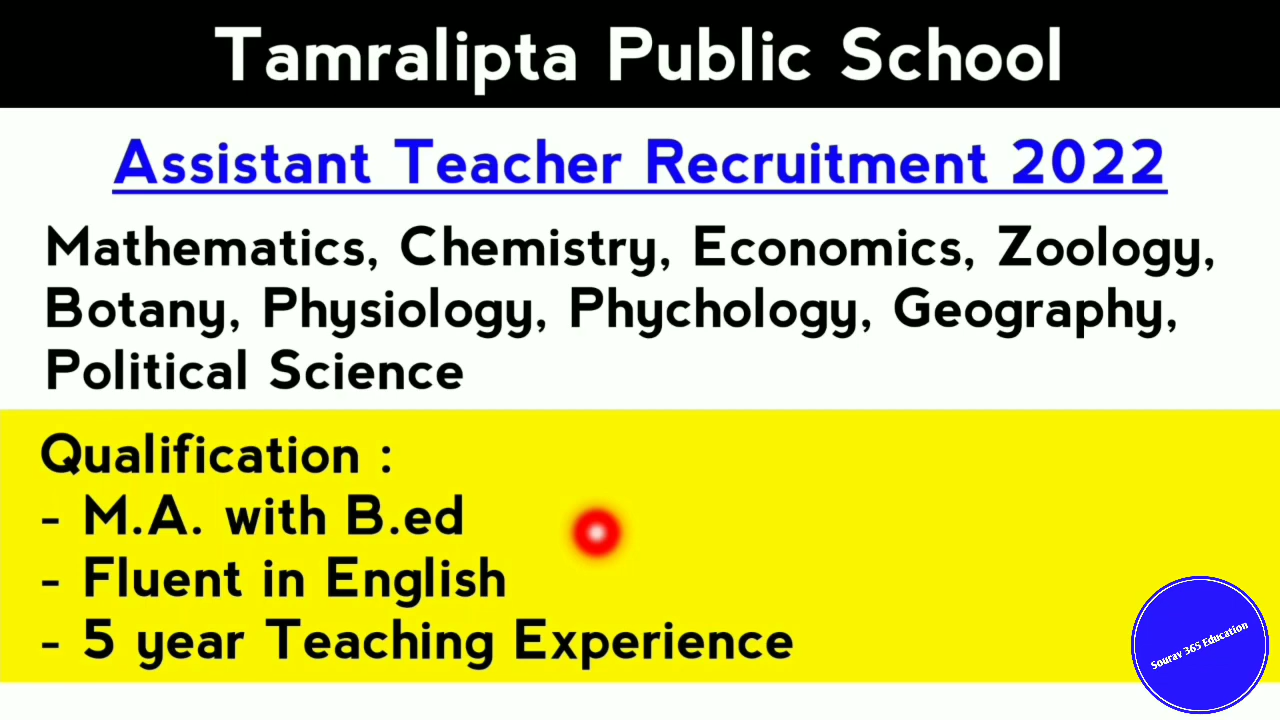 Tamralipta Public School
Assistant Teacher Recruitment 2022
Mathematics, Chemistry, Economics, Zoology,
Botany, Physiology, Phychology, Geography,
Political Science
Qualification :
- M.A. with B.ed
- Fluent in English
- 5 year Teaching Experience
Sourav 365 Education